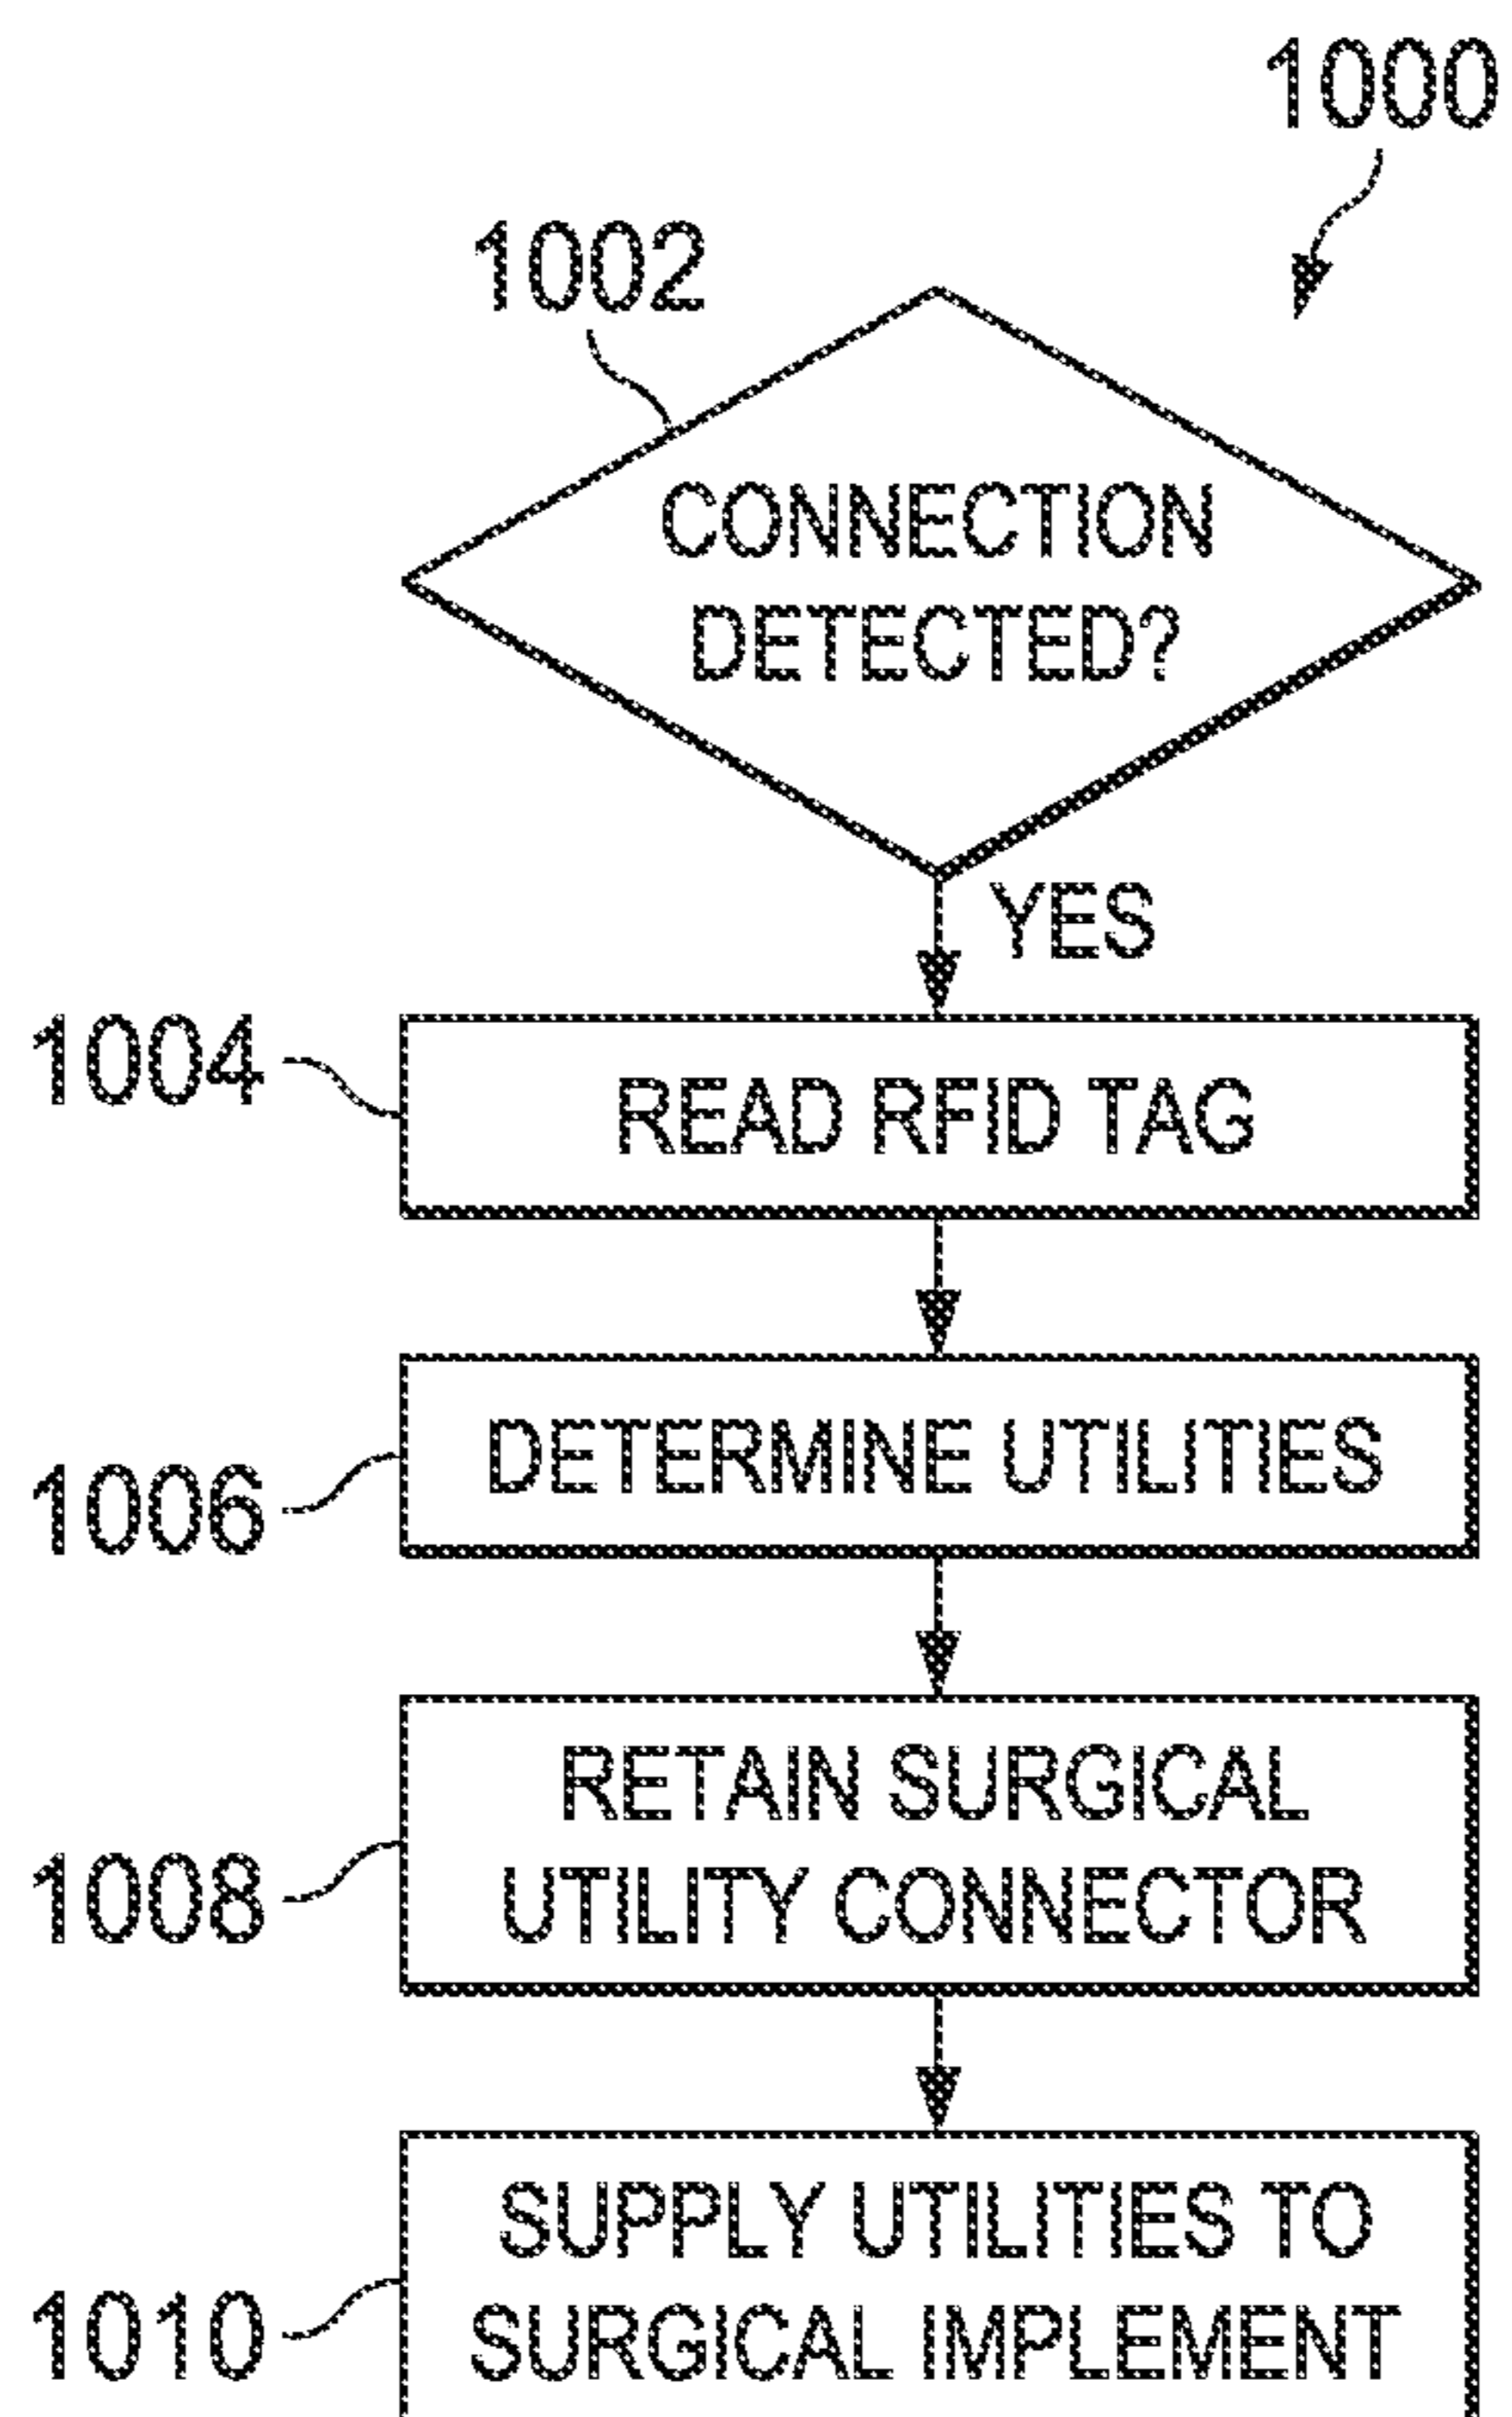 1000
1002
CONNECTION
DETECTED?
YES
1004
READ RFID TAG
1006
DETERMINE UTILITIES
1008
RETAIN SURGICAL
UTILITY CONNECTOR
1010
SUPPLY UTILITIES TO
SURGICAL IMPLEMENT